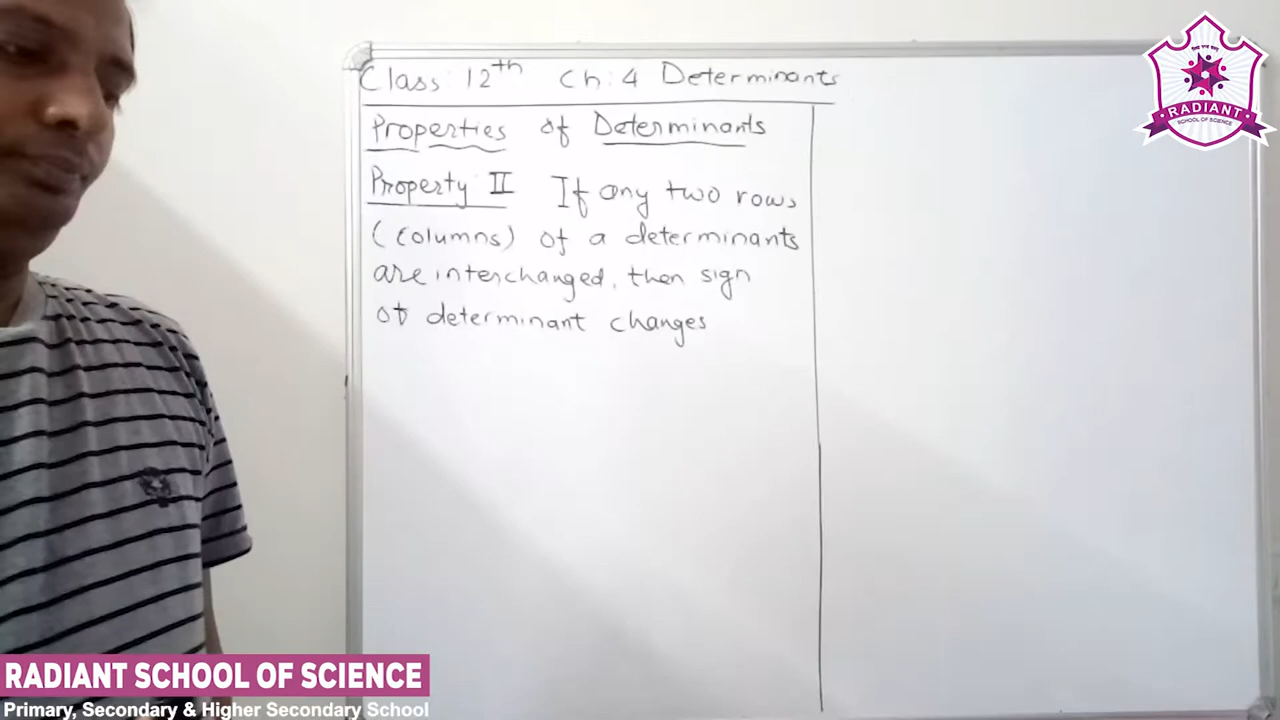 Class: 12th Ch: 4 Determinants
Properties of Determinants
Property II If any two rows
(columns) of a determinants
are interchanged, then sign
of determinant changes
RADIANT
SCHOOL OF SCIENCE
RADIANT SCHOOL OF SCIENCE
Primary, Secondary & Higher Secondary School